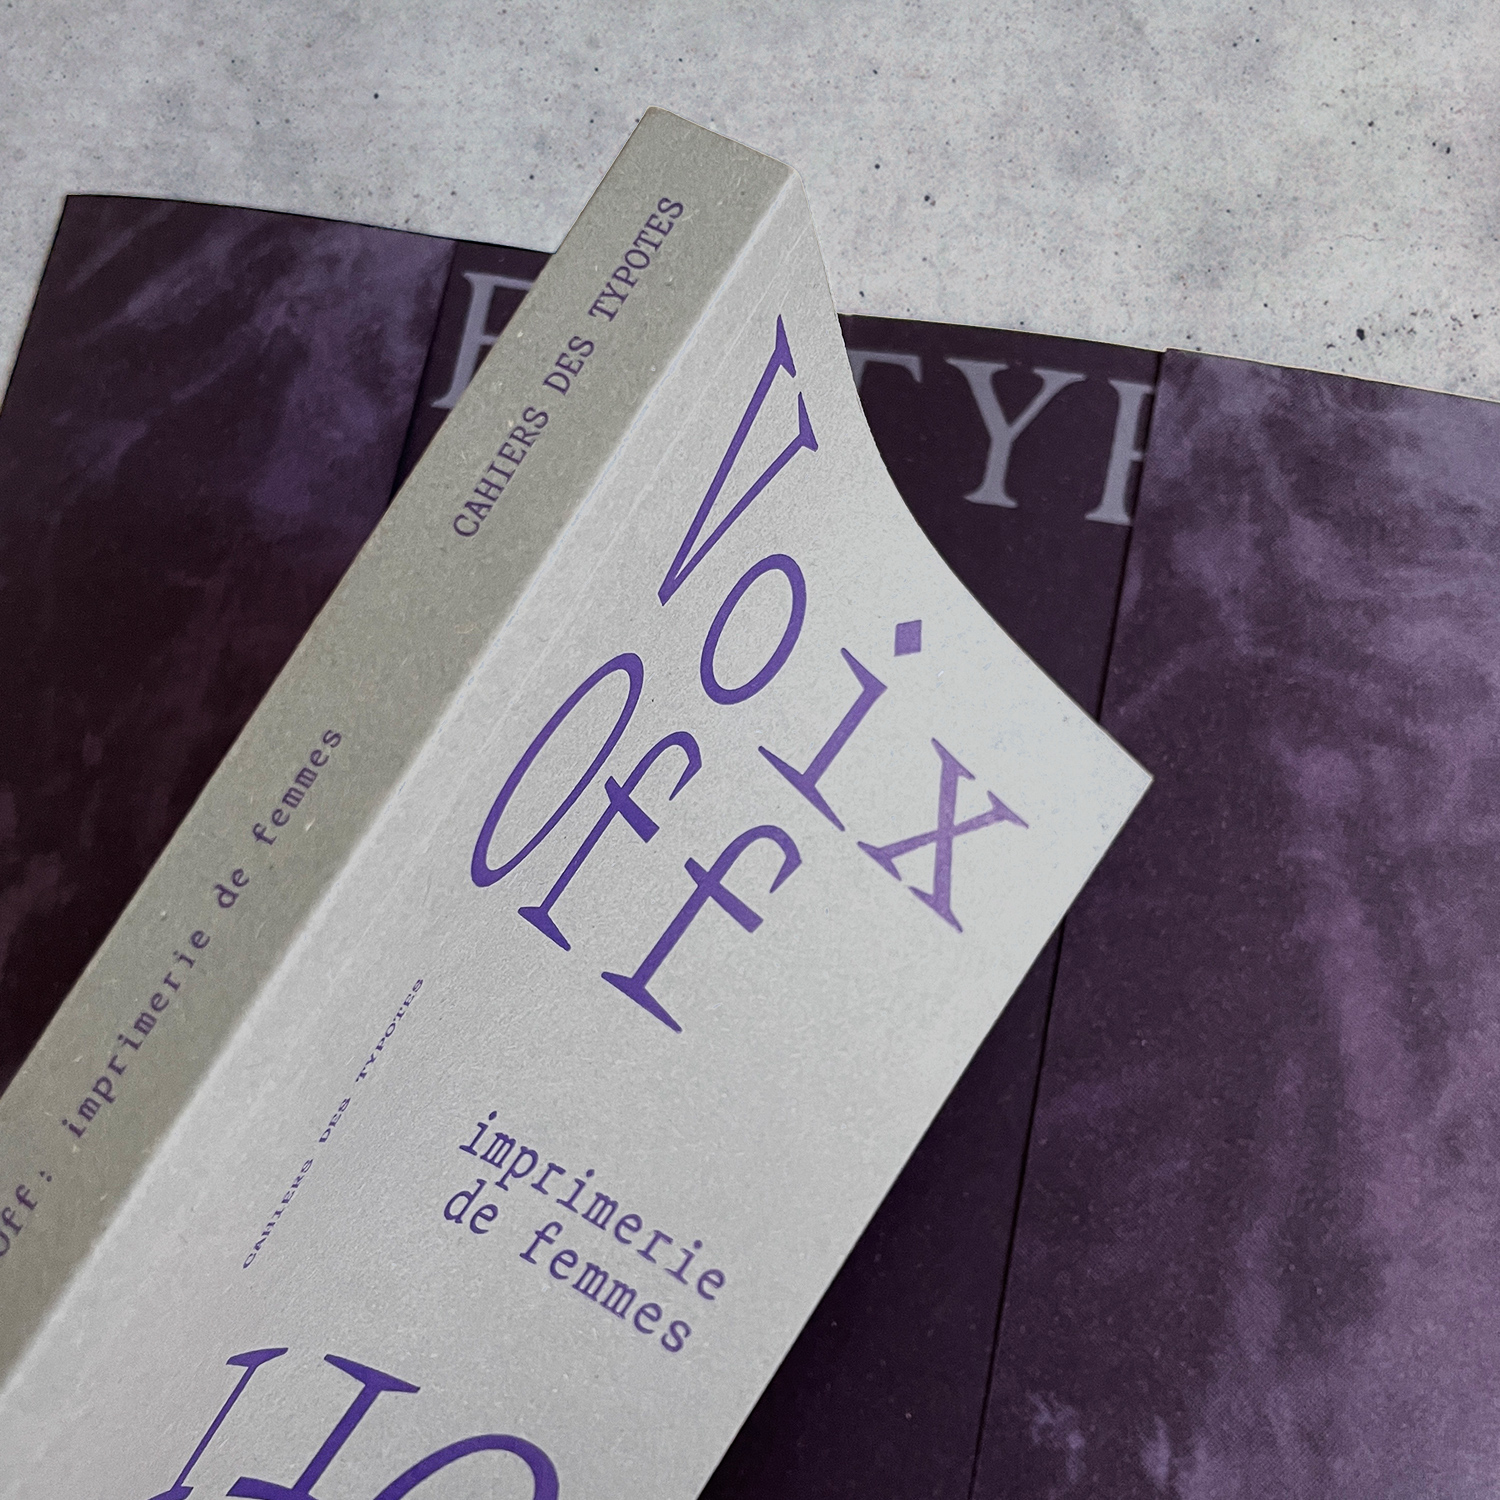 CAHIERS DES TYPOTES
Off: imprimerie de femmes
Voix
Off
CAHIERS DES TYPOTES
imprimerie
de femmes